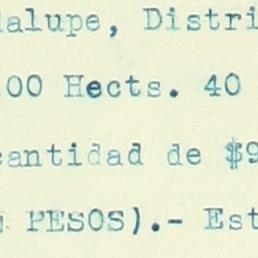 dalupe, Distri
00 Hects. 40
cantidad de $9
PESOS).- Est